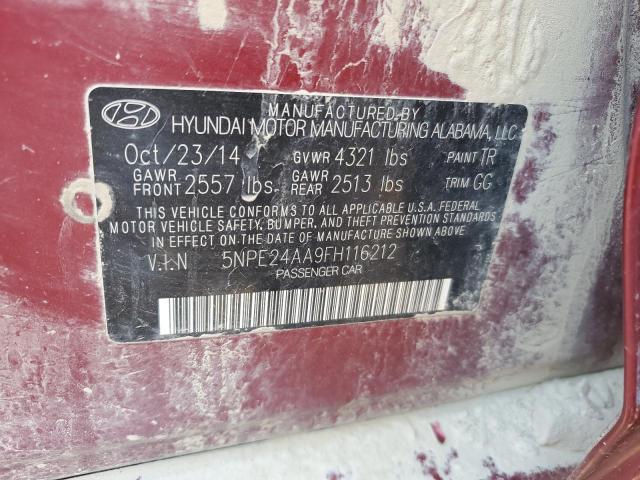 MANUFACTURED BY
HYUNDAI MOTOR MANUFACTURING ALABAMA, LLC
Oct/23/14 GVWR 4321 lbs PAINT TR
GAWR FRONT 2557 lbs GAWR REAR 2513 lbs TRIM GG
THIS VEHICLE CONFORMS TO ALL APPLICABLE U.S.A. FEDERAL
MOTOR VEHICLE SAFETY, BUMPER, AND THEFT PREVENTION STANDARDS
IN EFFECT ON THE DATE OF MANUFACTURE SHOWN ABOVE.
V.I.N 5NPE24AA9FH116212
PASSENGER CAR